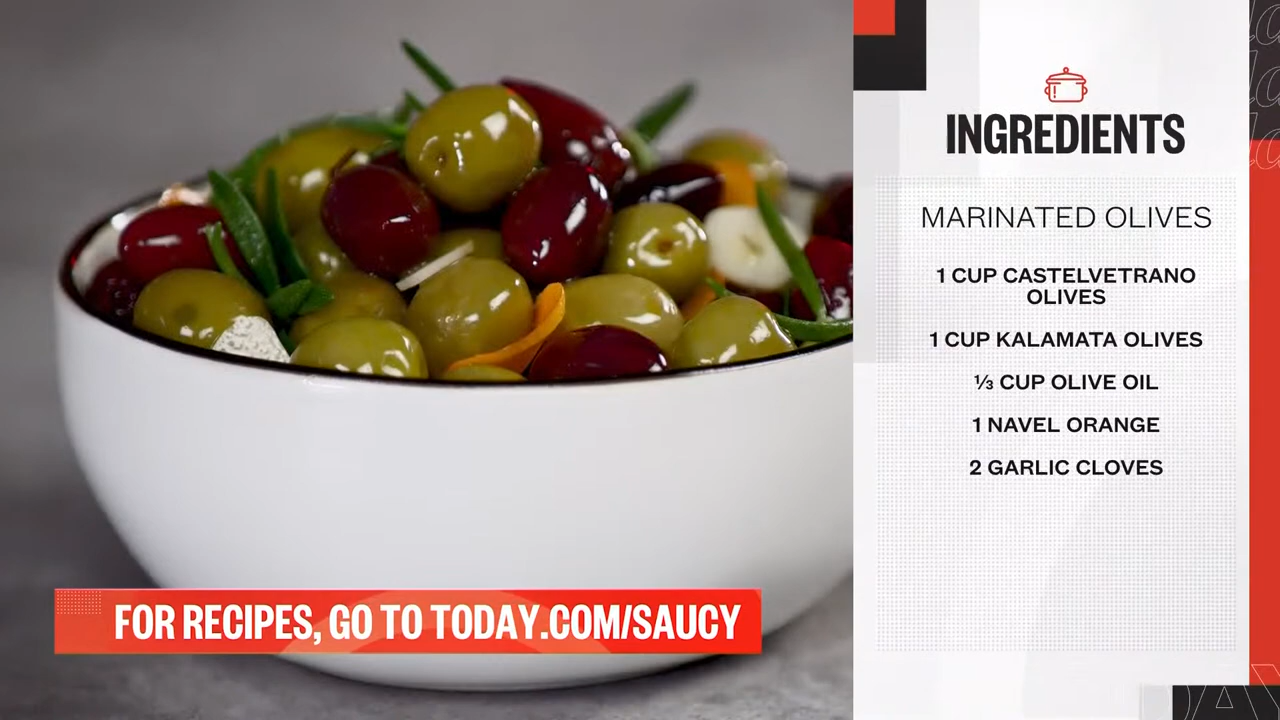 INGREDIENTS
MARINATED OLIVES
1 CUP CASTELVETRANO
OLIVES
1 CUP KALAMATA OLIVES
⅓ CUP OLIVE OIL
1 NAVEL ORANGE
2 GARLIC CLOVES
FOR RECIPES, GO TO TODAY.COM/SAUCY